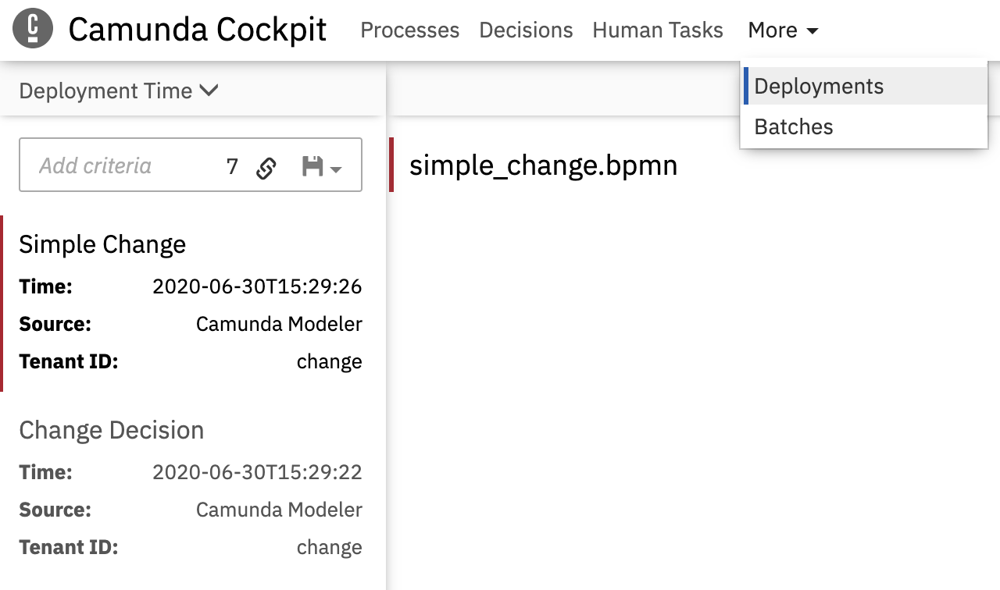 Camunda Cockpit Processes Decisions Human Tasks More
Deployments
Batches
Deployment Time
Add criteria 7
simple_change.bpmn
Simple Change
Time: 2020-06-30T15:29:26
Source: Camunda Modeler
Tenant ID: change
Change Decision
Time: 2020-06-30T15:29:22
Source: Camunda Modeler
Tenant ID: change